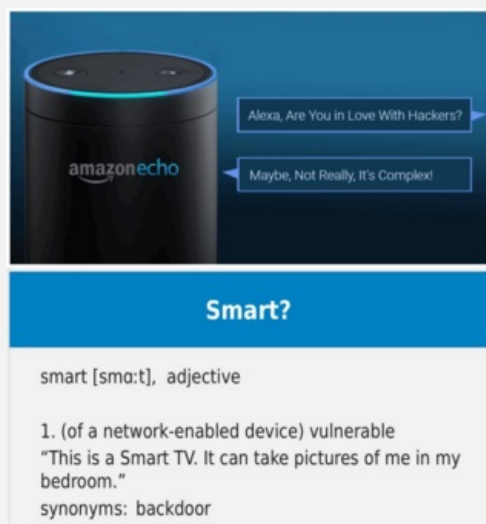 Alexa, Are You in Love With Hackers?
amazonecho
Maybe, Not Really, It's Complex!
Smart?
smart [smɑːt], adjective
1. (of a network-enabled device) vulnerable
“This is a Smart TV. It can take pictures of me in my
bedroom.”
synonyms: backdoor